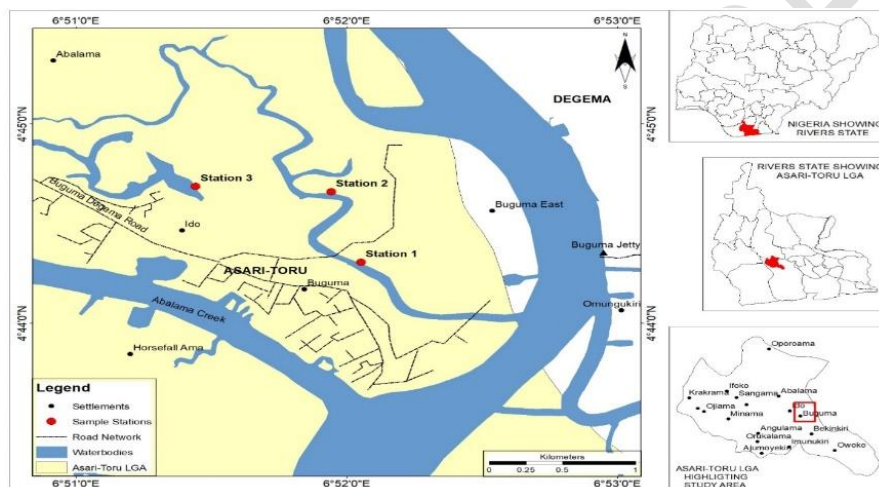 6°51'0"E 6°52'0"E 6°53'0"E
Abalama
N
S
DEGEMA
4°45'0"N
4°45'0"N
Station 3
Station 2
Buguma Degema Road
Ido
Buguma East
Buguma Jetty
Station 1
ASARI-TORU
Buguma
Abalama Creek
Omungukiri
4°44'0"N
4°44'0"N
Horsefall Ama
Legend
Settlements
Sample Stations
Road Network
Waterbodies
Asari-Toru LGA
Kilometers
0 0.25 0.5 1
6°51'0"E 6°52'0"E 6°53'0"E
NIGERIA SHOWING
RIVERS STATE
RIVERS STATE SHOWING
ASARI-TORU LGA
Oporoama
Ifoko
Krakrama
Sangama
Abalama
Ojiama
Ido
Minama
Buguma
Angulama
Bekinkiri
Orukalama
Imunukiri
Ajumoyekiri
Owoko
ASARI-TORU LGA
HIGHLIGTING
STUDY AREA